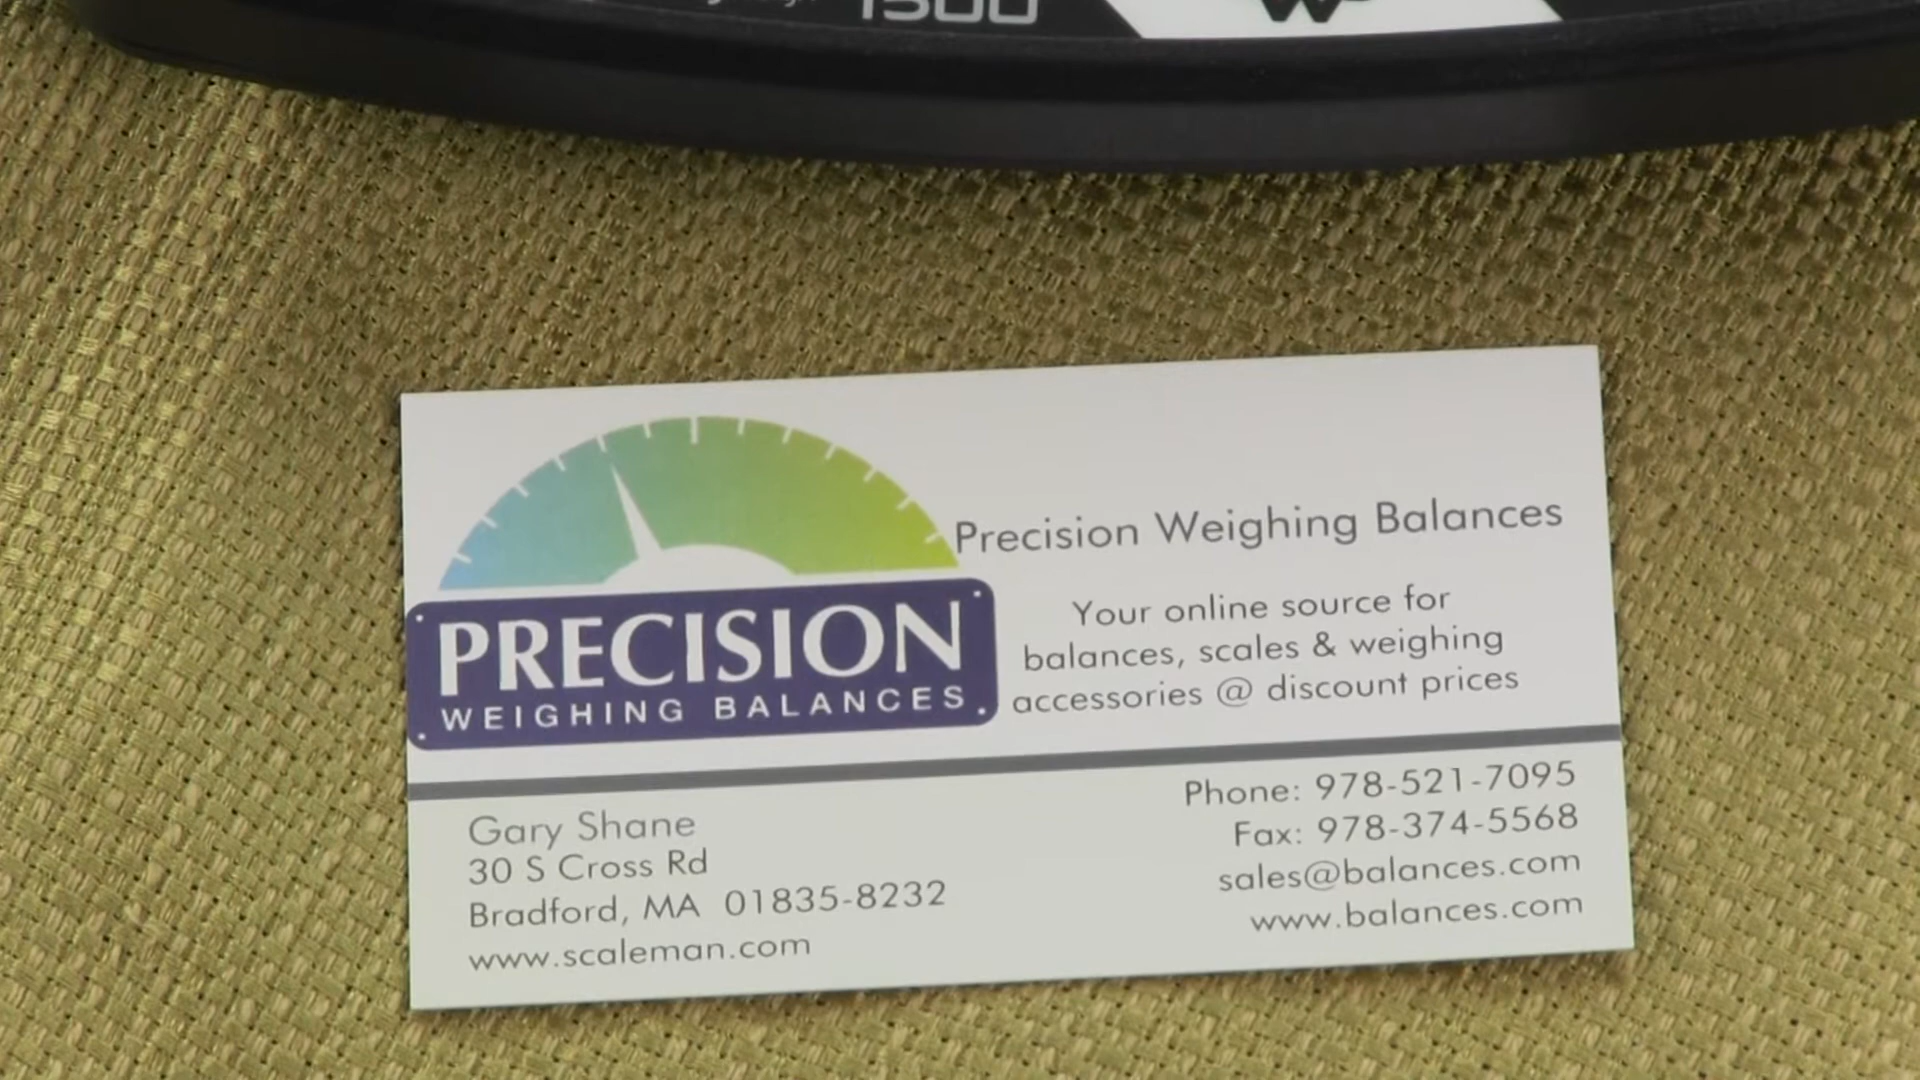 1500
PRECISION
WEIGHING BALANCES
Precision Weighing Balances
Your online source for
balances, scales & weighing
accessories @ discount prices
Gary Shane
30 S Cross Rd
Bradford, MA 01835-8232
www.scaleman.com
Phone: 978-521-7095
Fax: 978-374-5568
sales@balances.com
www.balances.com